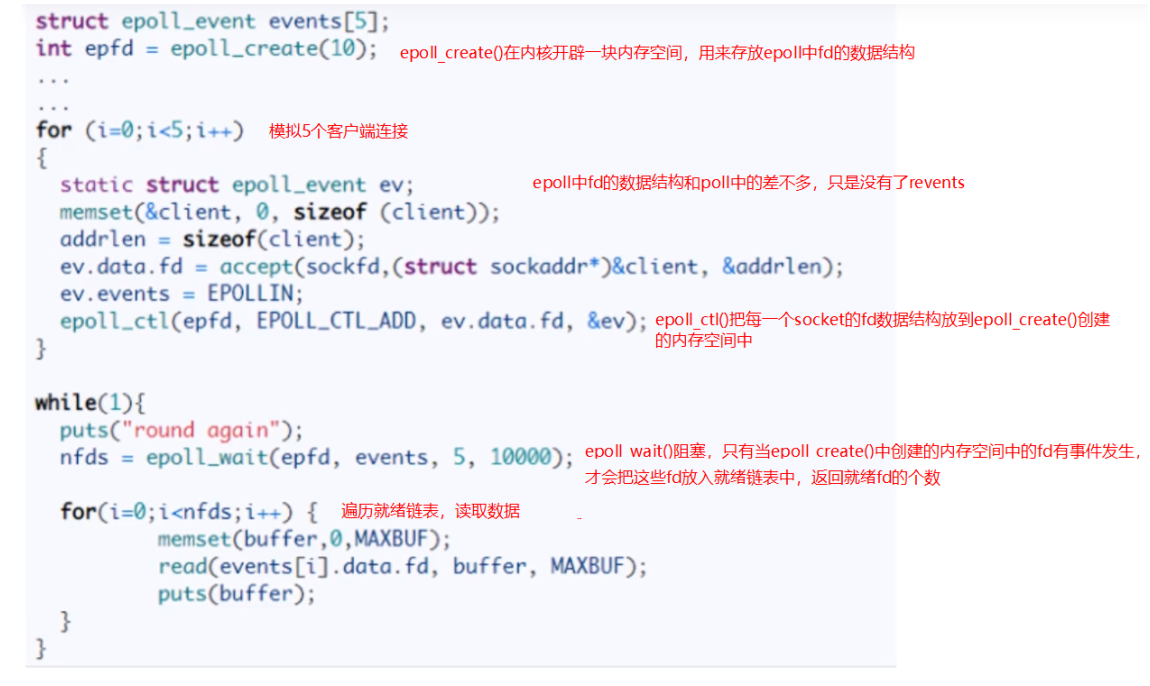 struct epoll_event events[5];
int epfd = epoll_create(10); epoll_create()在内核开辟一块内存空间，用来存放epoll中fd的数据结构
...
...
for (i=0;i<5;i++) 模拟5个客户端连接
{
static struct epoll_event ev; epoll中fd的数据结构和poll中的差不多，只是没有了revents
memset(&client, 0, sizeof (client));
addrlen = sizeof(client);
ev.data.fd = accept(sockfd,(struct sockaddr*)&client, &addrlen);
ev.events = EPOLLIN;
epoll_ctl(epfd, EPOLL_CTL_ADD, ev.data.fd, &ev); epoll_ctl()把每一个socket的fd数据结构放到epoll_create()创建
的内存空间中
}
while(1){
puts("round again");
nfds = epoll_wait(epfd, events, 5, 10000); epoll wait()阻塞，只有当epoll create()中创建的内存空间中的fd有事件发生，
才会把这些fd放入就绪链表中，返回就绪fd的个数
for(i=0;i<nfds;i++) { 遍历就绪链表，读取数据
memset(buffer,0,MAXBUF);
read(events[i].data.fd, buffer, MAXBUF);
puts(buffer);
}
}